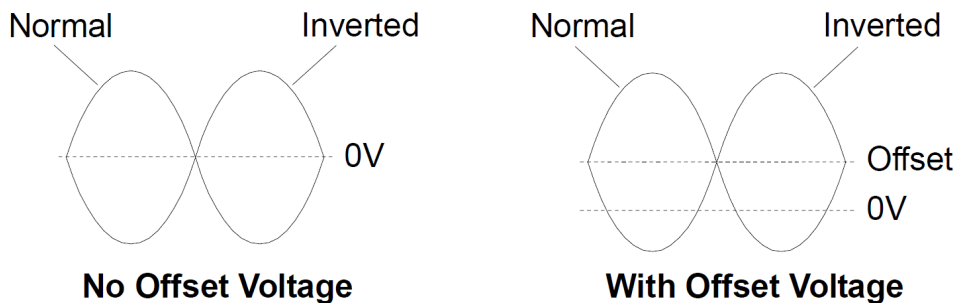 Normal
Inverted
0V
No Offset Voltage
Normal
Inverted
Offset
0V
With Offset Voltage